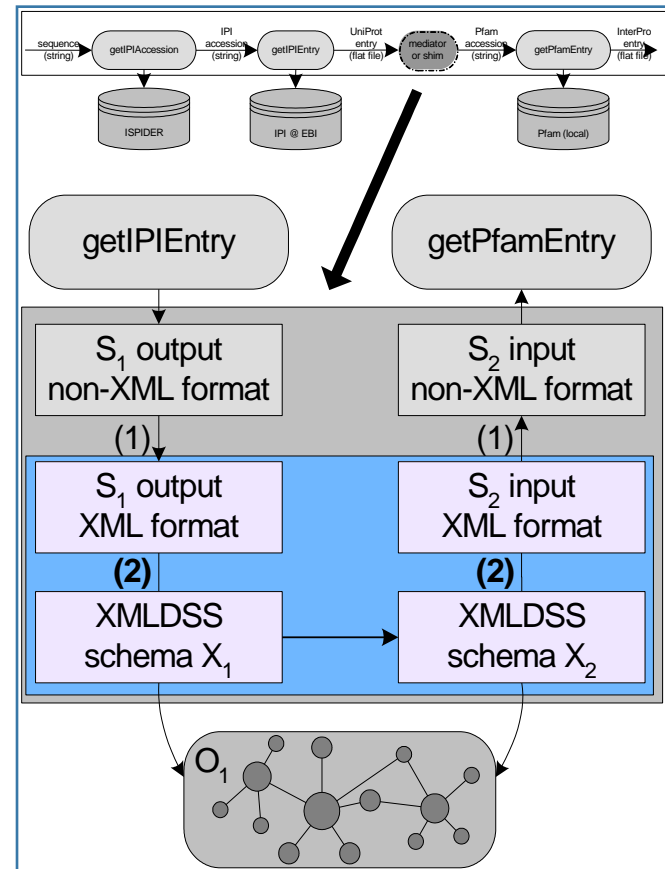 sequence
(string)
getIPIAccession
IPI
accession
(string)
getIPIEntry
UniProt
entry
(flat file)
mediator
or shim
Pfam
accession
(string)
getPfamEntry
InterPro
entry
(flat file)
ISPIDER
IPI @ EBI
Pfam (local)
getIPIEntry
getPfamEntry
S1 output
non-XML format
S2 input
non-XML format
(1)
(1)
S1 output
XML format
S2 input
XML format
(2)
(2)
XMLDSS
schema X1
XMLDSS
schema X2
O1